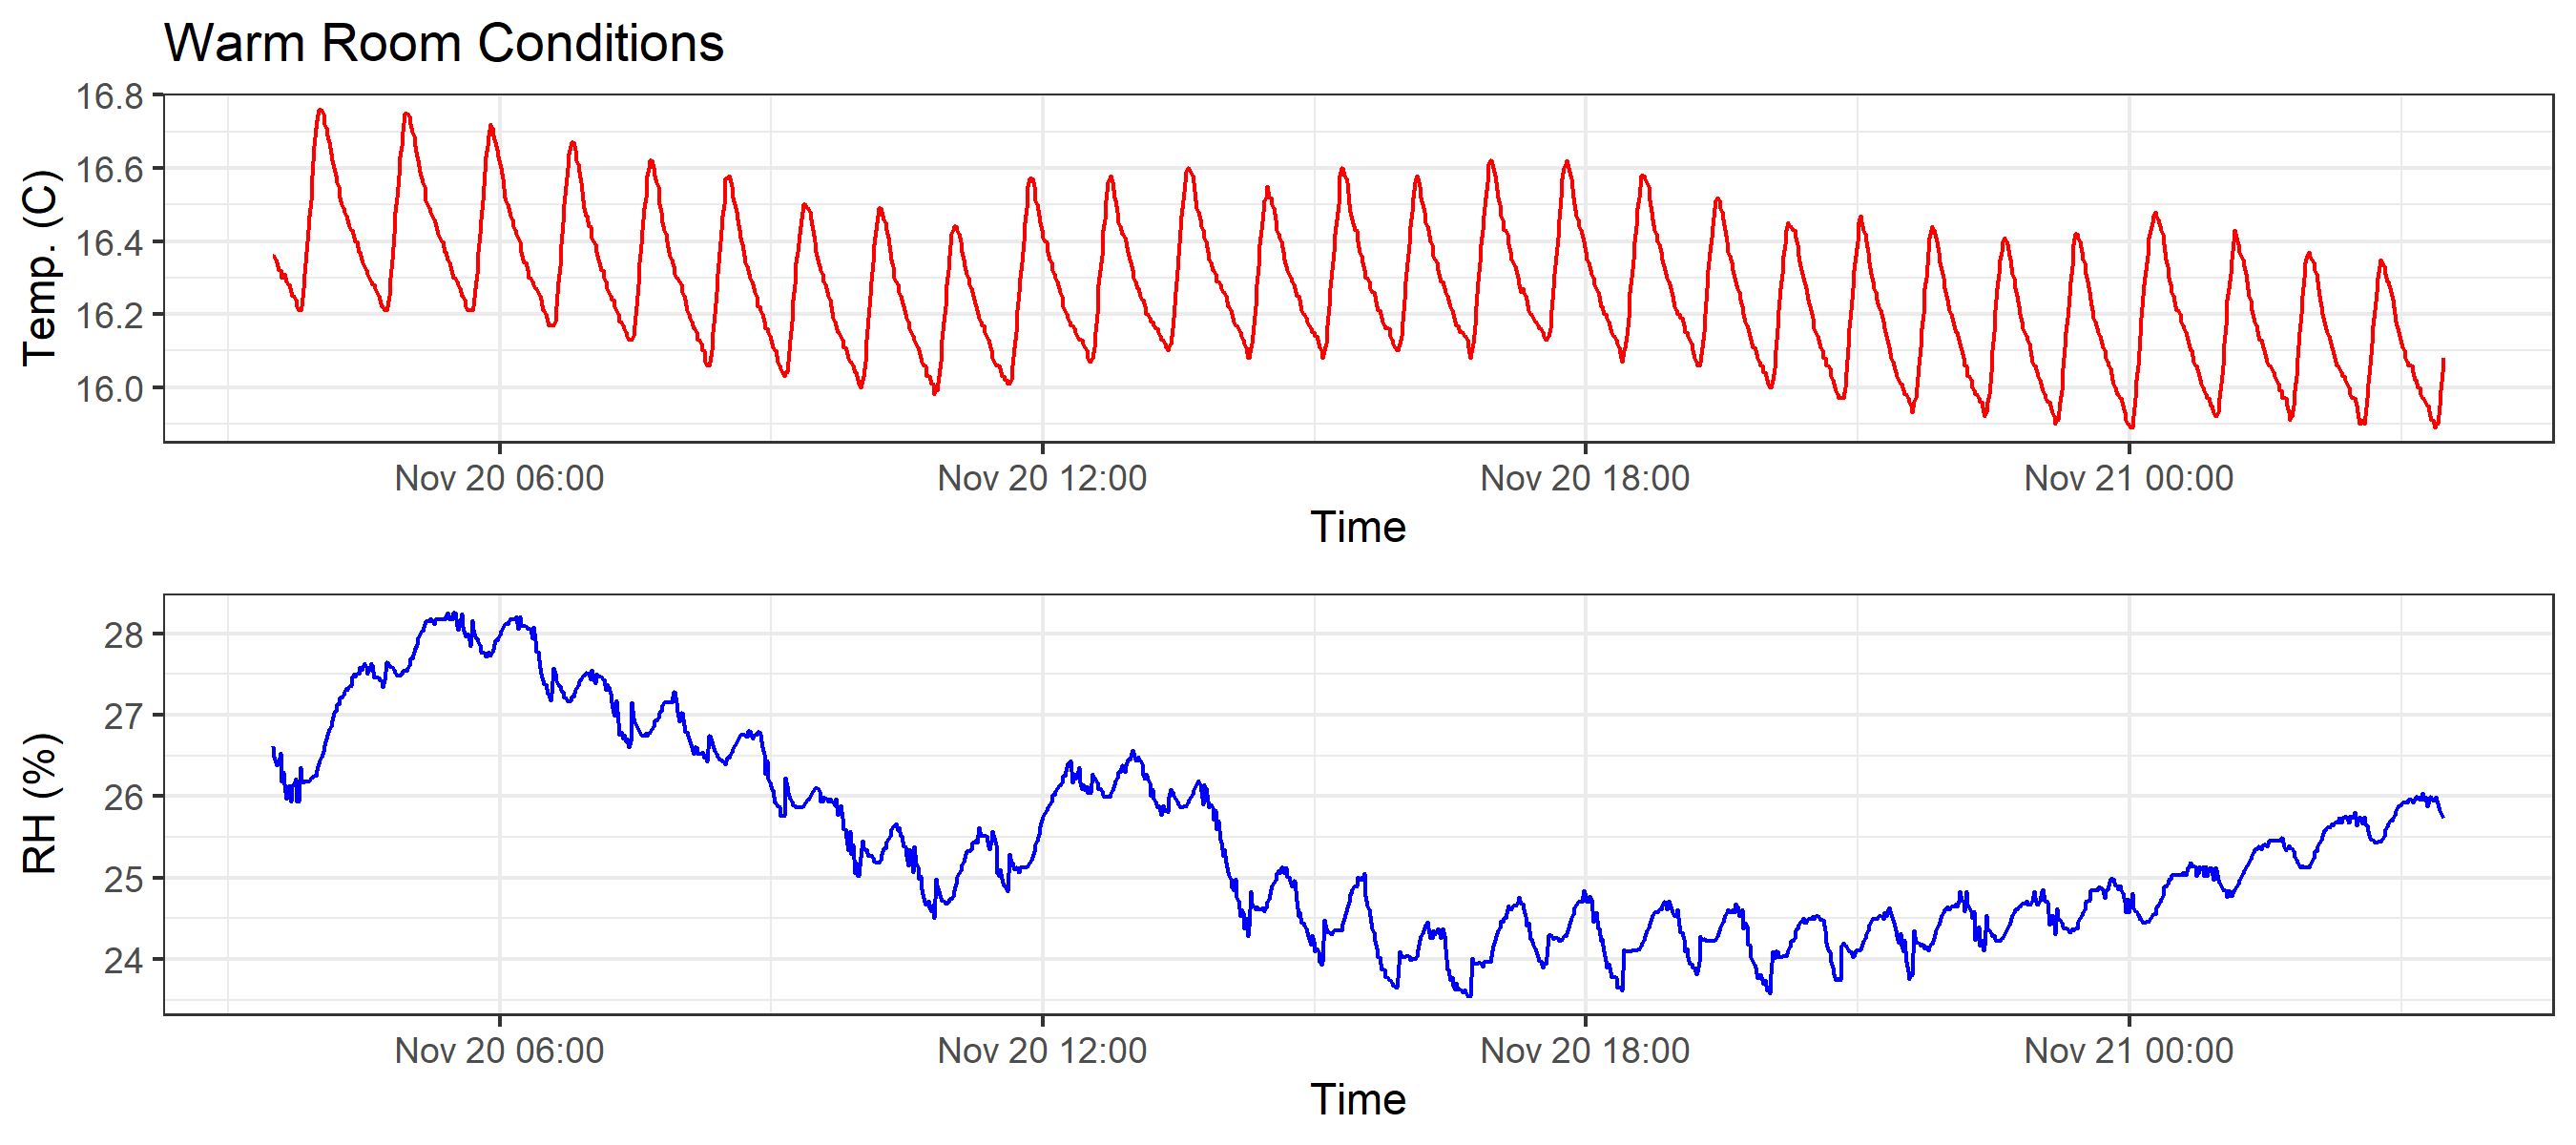 Warm Room Conditions
Temp. (C)
16.8
16.6
16.4
16.2
16.0
Nov 20 06:00 Nov 20 12:00 Nov 20 18:00 Nov 21 00:00
Time
RH (%)
28
27
26
25
24
Nov 20 06:00 Nov 20 12:00 Nov 20 18:00 Nov 21 00:00
Time